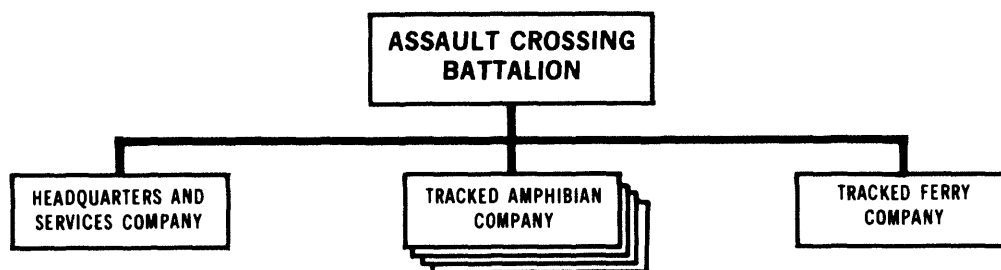 ASSAULT CROSSING
BATTALION
HEADQUARTERS AND
SERVICES COMPANY
TRACKED AMPHIBIAN
COMPANY
TRACKED FERRY
COMPANY